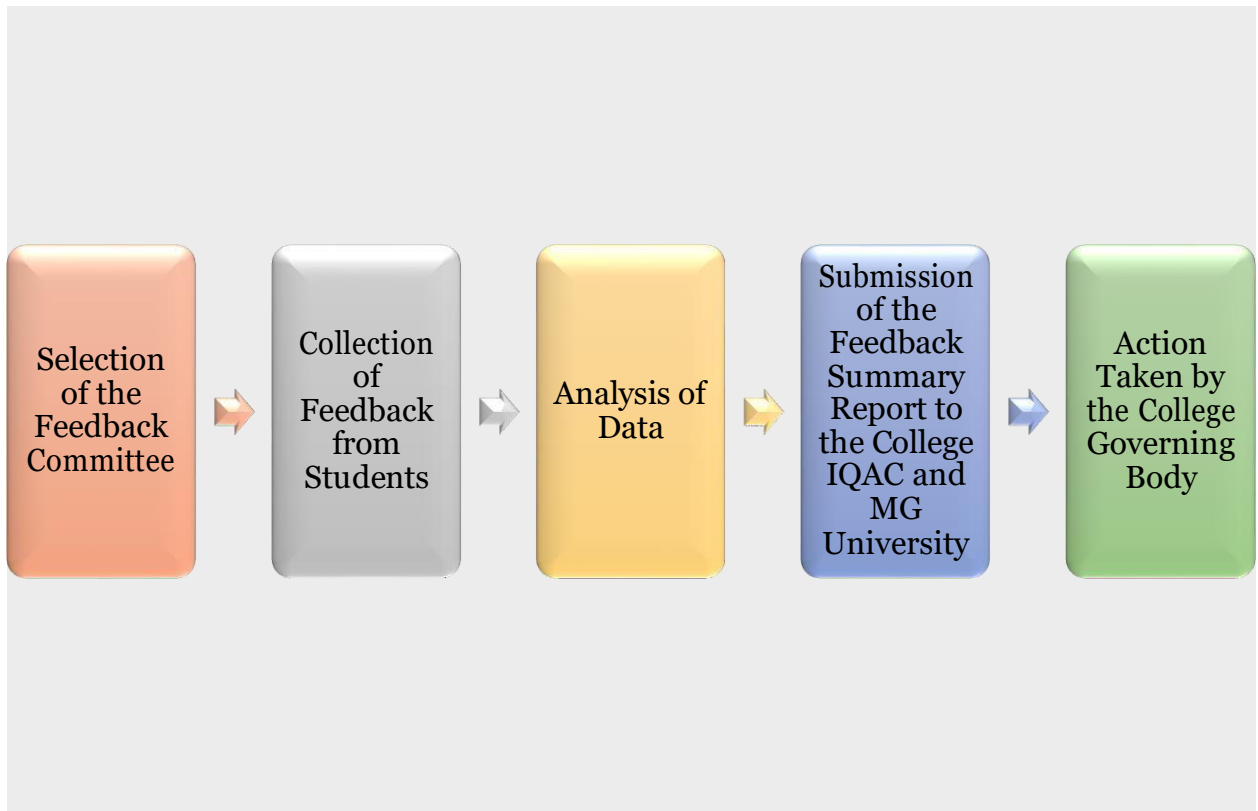 Selection
of the
Feedback
Committee
Collection
of
Feedback
from
Students
Analysis of
Data
Submission
of the
Feedback
Summary
Report to
the College
IQAC and
MG
University
Action
Taken by
the College
Governing
Body